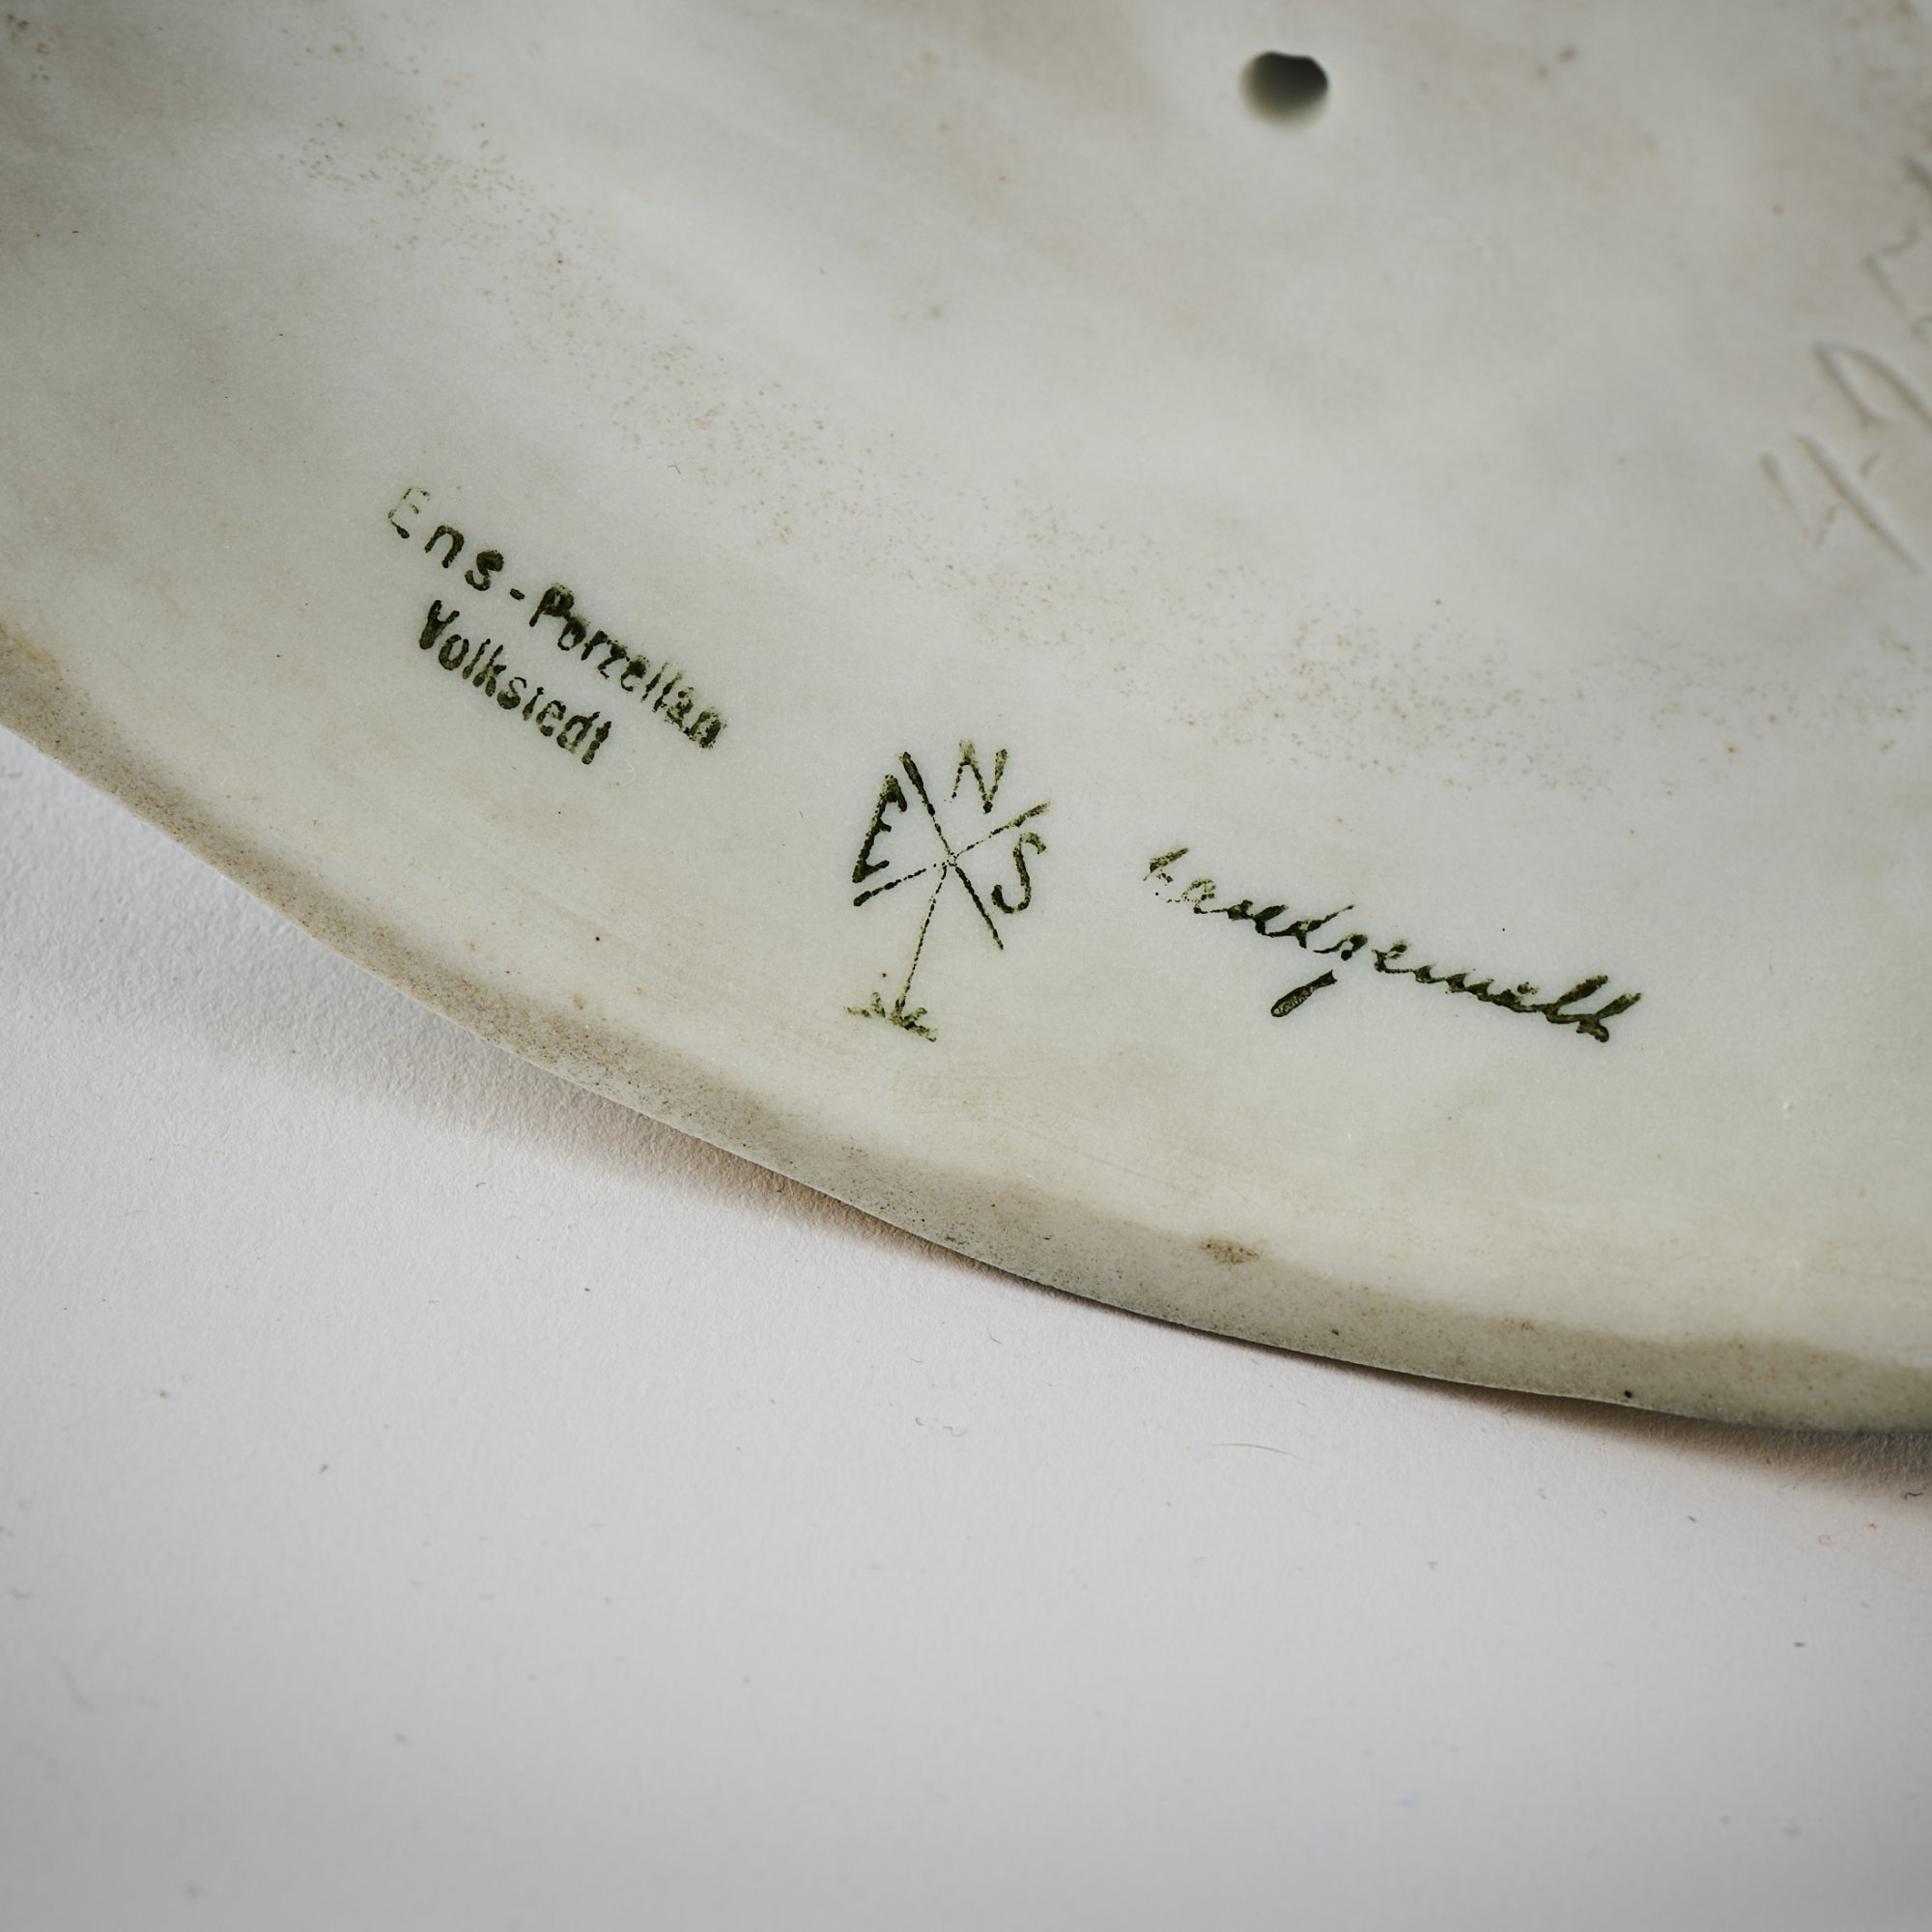 Ens-Porzellan
Volkstedt
E N S
handgemalt